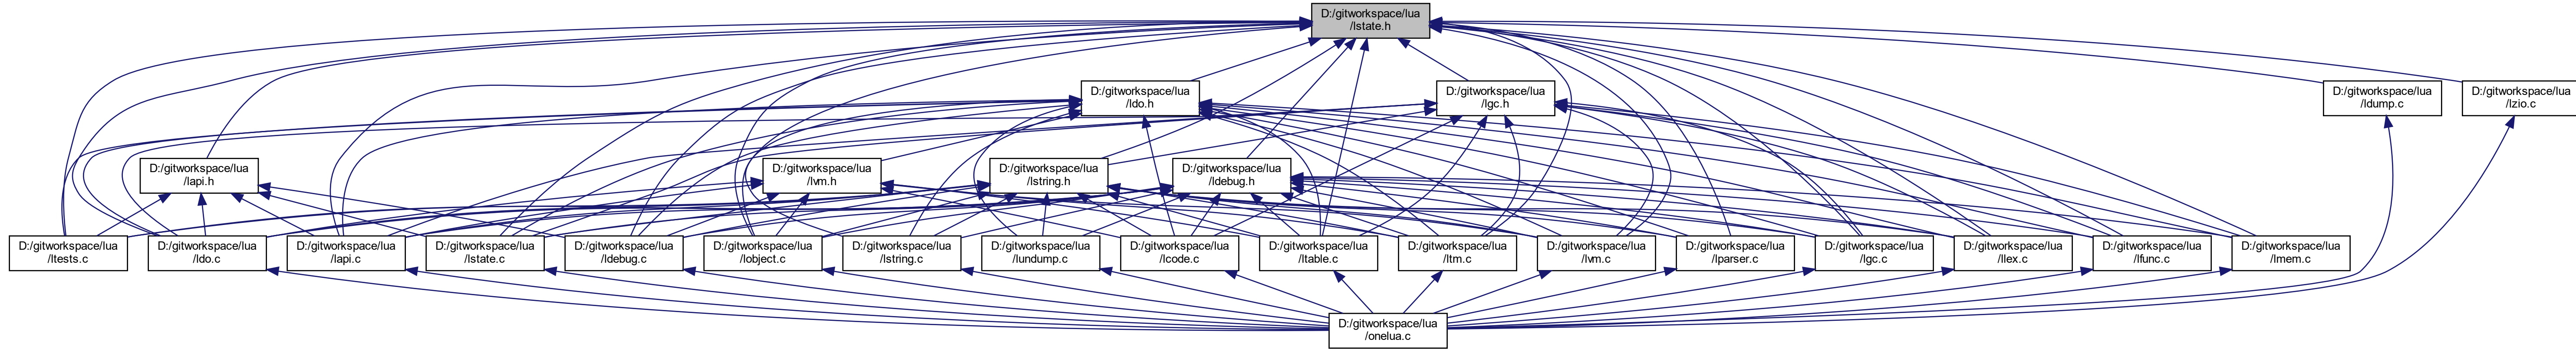 D:/gitworkspace/lua
/lstate.h
D:/gitworkspace/lua
/ldo.h
D:/gitworkspace/lua
/lgc.h
D:/gitworkspace/lua
/ldump.c
D:/gitworkspace/lua
/lzio.c
D:/gitworkspace/lua
/lapi.h
D:/gitworkspace/lua
/lvm.h
D:/gitworkspace/lua
/lstring.h
D:/gitworkspace/lua
/ldebug.h
D:/gitworkspace/lua
/ltests.c
D:/gitworkspace/lua
/ldo.c
D:/gitworkspace/lua
/lapi.c
D:/gitworkspace/lua
/lstate.c
D:/gitworkspace/lua
/ldebug.c
D:/gitworkspace/lua
/lobject.c
D:/gitworkspace/lua
/lstring.c
D:/gitworkspace/lua
/lundump.c
D:/gitworkspace/lua
/lcode.c
D:/gitworkspace/lua
/ltable.c
D:/gitworkspace/lua
/ltm.c
D:/gitworkspace/lua
/lvm.c
D:/gitworkspace/lua
/lparser.c
D:/gitworkspace/lua
/lgc.c
D:/gitworkspace/lua
/llex.c
D:/gitworkspace/lua
/lfunc.c
D:/gitworkspace/lua
/lmem.c
D:/gitworkspace/lua
/onelua.c